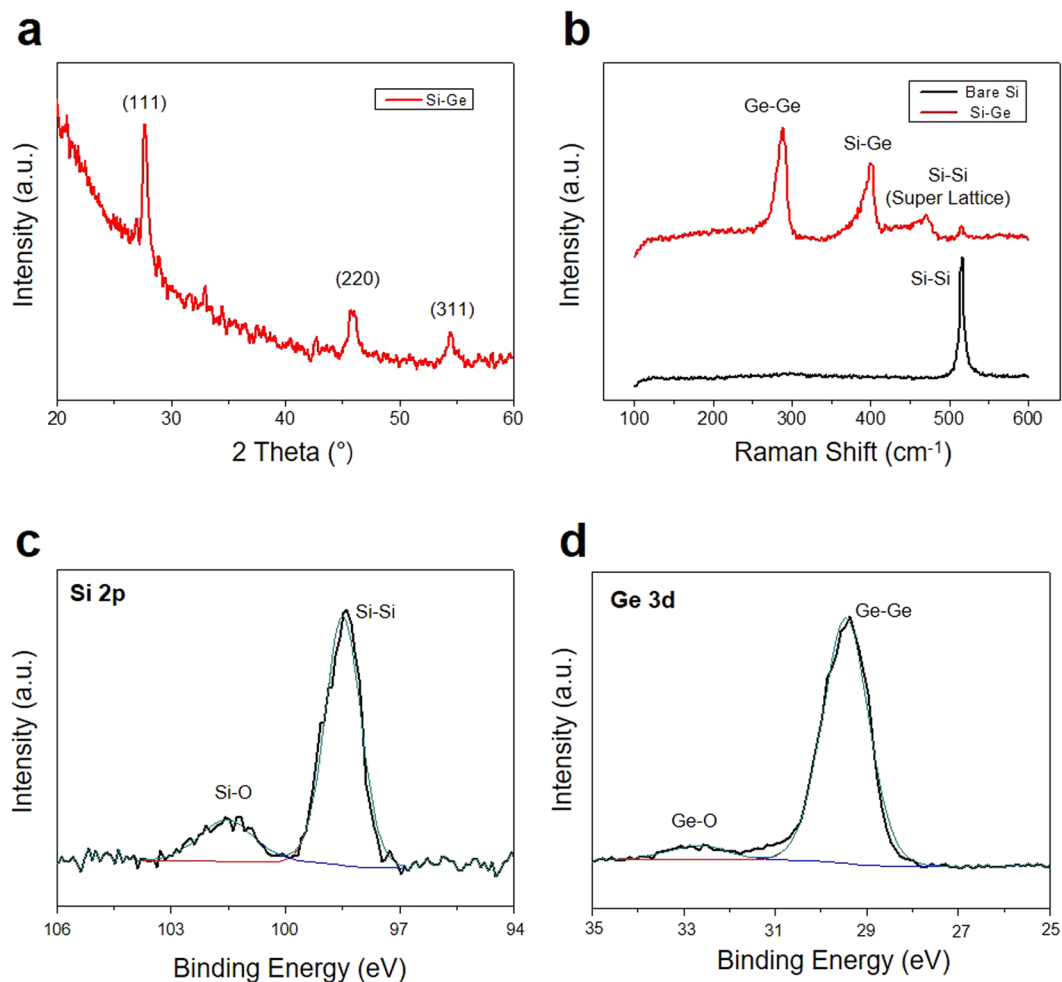 a
(111)
(220)
(311)
Si-Ge
Intensity (a.u.)
20
30
40
50
60
2 Theta (°)
b
Bare Si
Si-Ge
Ge-Ge
Si-Ge
Si-Si
(Super Lattice)
Si-Si
Intensity (a.u.)
100
200
300
400
500
600
Raman Shift (cm⁻¹)
c
Si 2p
Si-Si
Si-O
Intensity (a.u.)
106
103
100
97
94
Binding Energy (eV)
d
Ge 3d
Ge-Ge
Ge-O
Intensity (a.u.)
35
33
31
29
27
25
Binding Energy (eV)